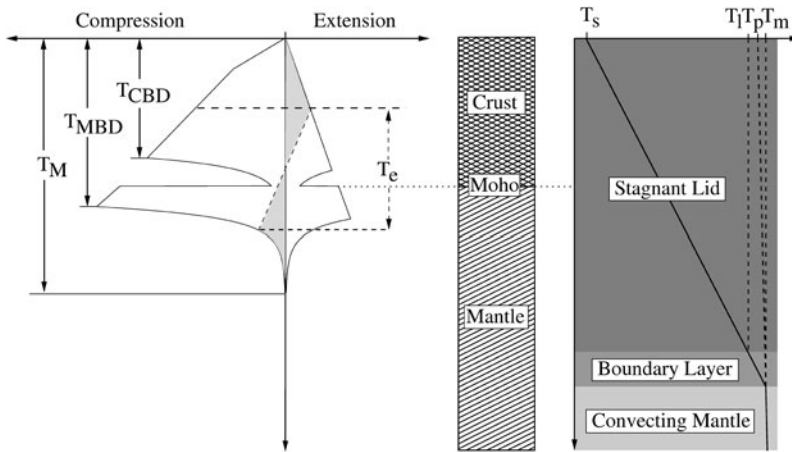 Compression
Extension
T_CBD
T_MBD
T_M
T_e
Crust
Moho
Mantle
T_s
T_l T_p T_m
Stagnant Lid
Boundary Layer
Convecting Mantle